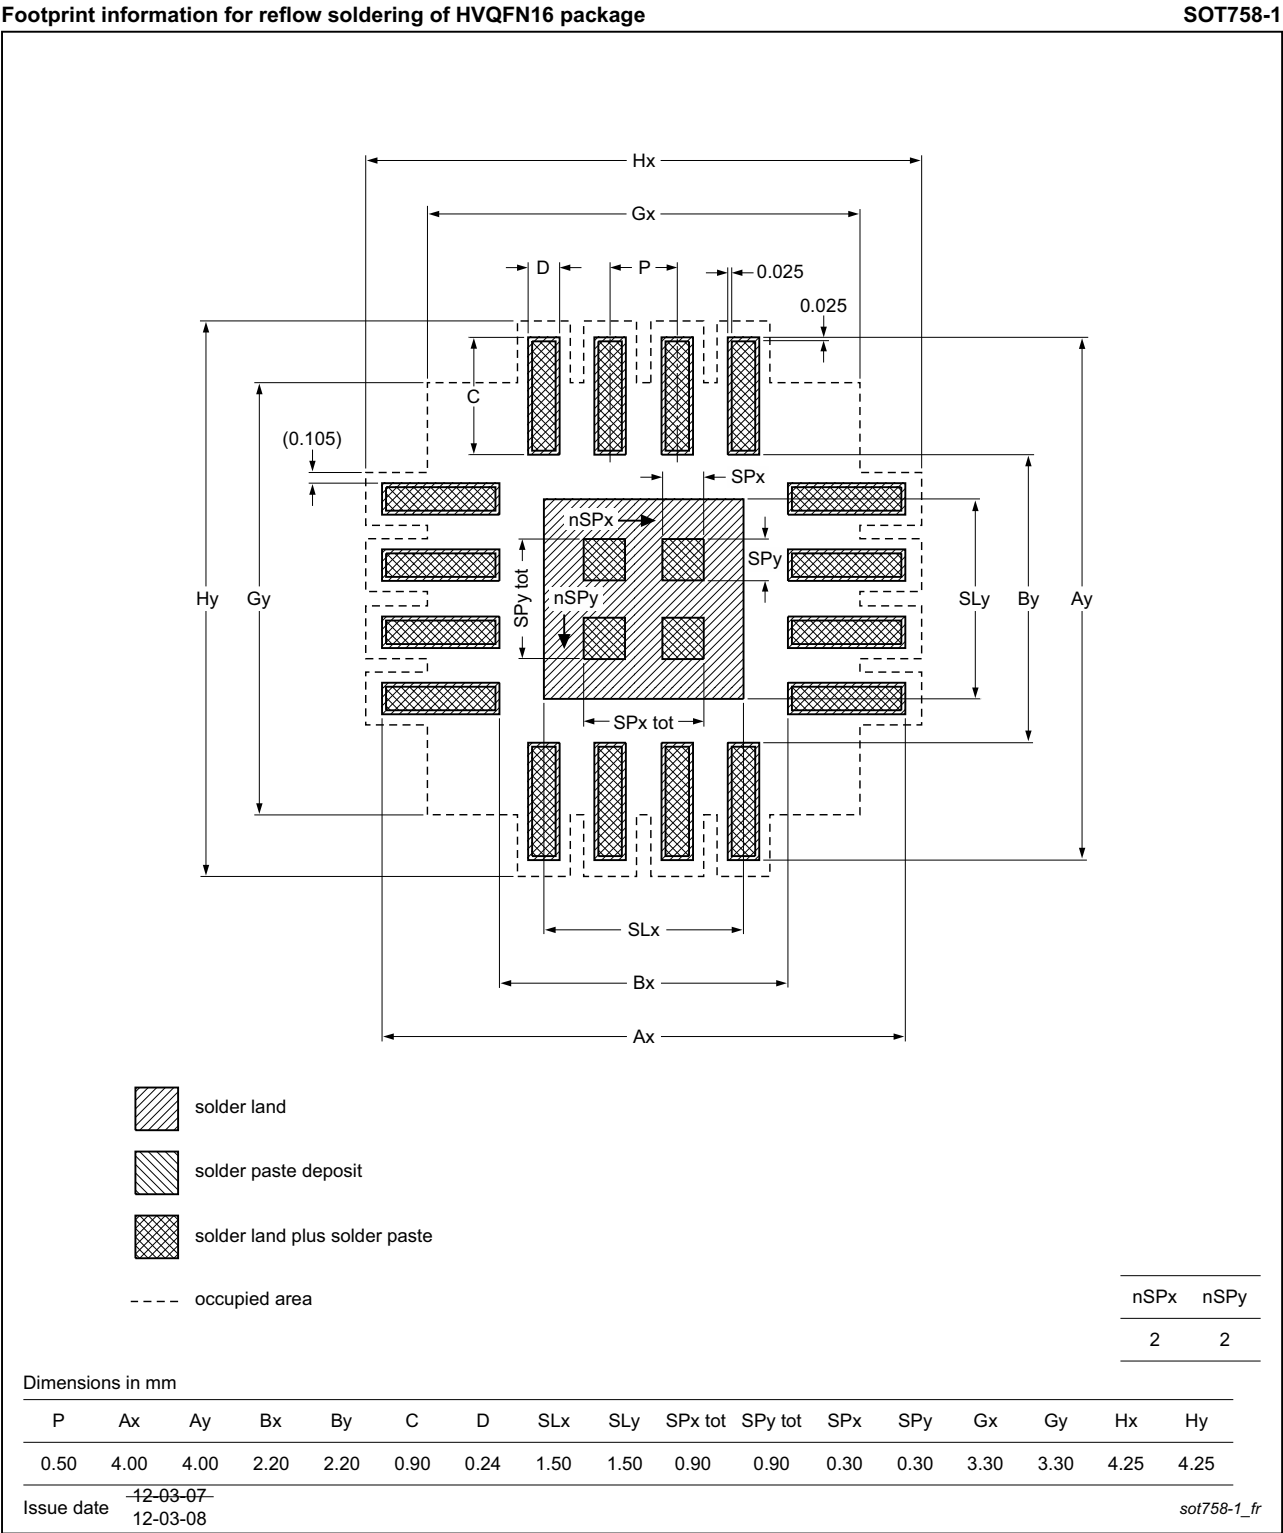 Footprint information for reflow soldering of HVQFN16 package SOT758-1
Hx
Gx
D P 0.025
0.025
C
(0.105)
SPx
nSPx
SPy
SPy tot
nSPy
Hy Gy SLy By Ay
SPx tot
SLx
Bx
Ax
solder land
solder paste deposit
solder land plus solder paste
occupied area
nSPx nSPy
2 2
Dimensions in mm
P Ax Ay Bx By C D SLx SLy SPx tot SPy tot SPx SPy Gx Gy Hx Hy
0.50 4.00 4.00 2.20 2.20 0.90 0.24 1.50 1.50 0.90 0.90 0.30 0.30 3.30 3.30 4.25 4.25
Issue date 12-03-07
12-03-08
sot758-1_fr